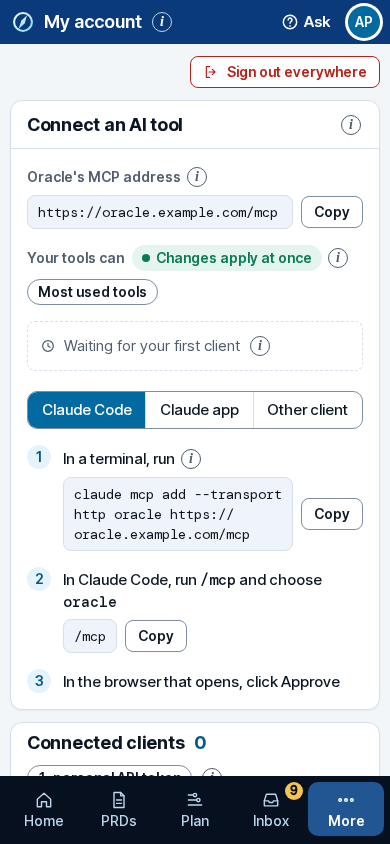 My account i Ask AP
Sign out everywhere
Connect an AI tool i
Oracle's MCP address i
https://oracle.example.com/mcp Copy
Your tools can Changes apply at once i
Most used tools
Waiting for your first client i
Claude Code Claude app Other client
1 In a terminal, run i
claude mcp add --transport
http oracle https://
oracle.example.com/mcp
Copy
2 In Claude Code, run /mcp and choose
oracle
/mcp Copy
3 In the browser that opens, click Approve
Connected clients 0
1 personal API token i
9
Home PRDs Plan Inbox More